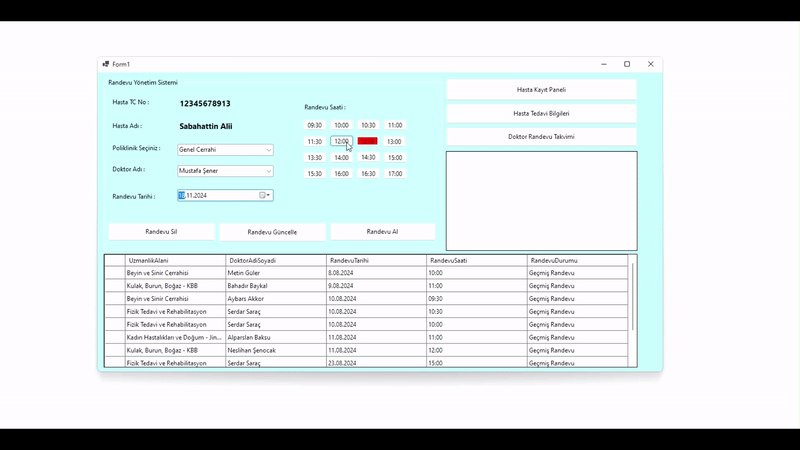 Form1
Randevu Yönetim Sistemi
Hasta TC No :
12345678913
Hasta Adı :
Sabahattin Alii
Poliklinik Seçiniz :
Genel Cerrahi
Doktor Adı :
Mustafa Şener
Randevu Tarihi :
.11.2024
Randevu Saati :
09:30 10:00 10:30 11:00
11:30 12:00 13:00
13:30 14:00 14:30 15:00
15:30 16:00 16:30 17:00
Hasta Kayıt Paneli
Hasta Tedavi Bilgileri
Doktor Randevu Takvimi
Randevu Sil Randevu Güncelle Randevu Al
UzmanlıkAlani DoktorAdiSoyadi RandevuTarihi RandevuSaati RandevuDurumu
Beyin ve Sinir Cerrahisi Metin Güler 8.08.2024 10:00 Geçmiş Randevu
Kulak, Burun, Boğaz - KBB Bahadır Baykal 9.08.2024 11:00 Geçmiş Randevu
Beyin ve Sinir Cerrahisi Aybars Akkor 10.08.2024 09:30 Geçmiş Randevu
Fizik Tedavi ve Rehabilitasyon Serdar Saraç 10.08.2024 10:30 Geçmiş Randevu
Fizik Tedavi ve Rehabilitasyon Serdar Saraç 10.08.2024 10:00 Geçmiş Randevu
Kadın Hastalıkları ve Doğum - Jin... Alparslan Baksu 11.08.2024 11:00 Geçmiş Randevu
Kulak, Burun, Boğaz - KBB Neslihan Şenocak 11.08.2024 12:00 Geçmiş Randevu
Fizik Tedavi ve Rehabilitasyon Serdar Saraç 23.08.2024 15:00 Geçmiş Randevu